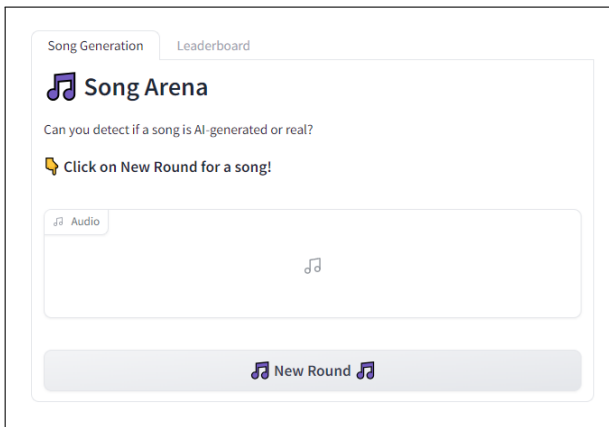 Song Generation Leaderboard
🎵 Song Arena
Can you detect if a song is AI-generated or real?
👇 Click on New Round for a song!
Audio
🎵 New Round 🎵